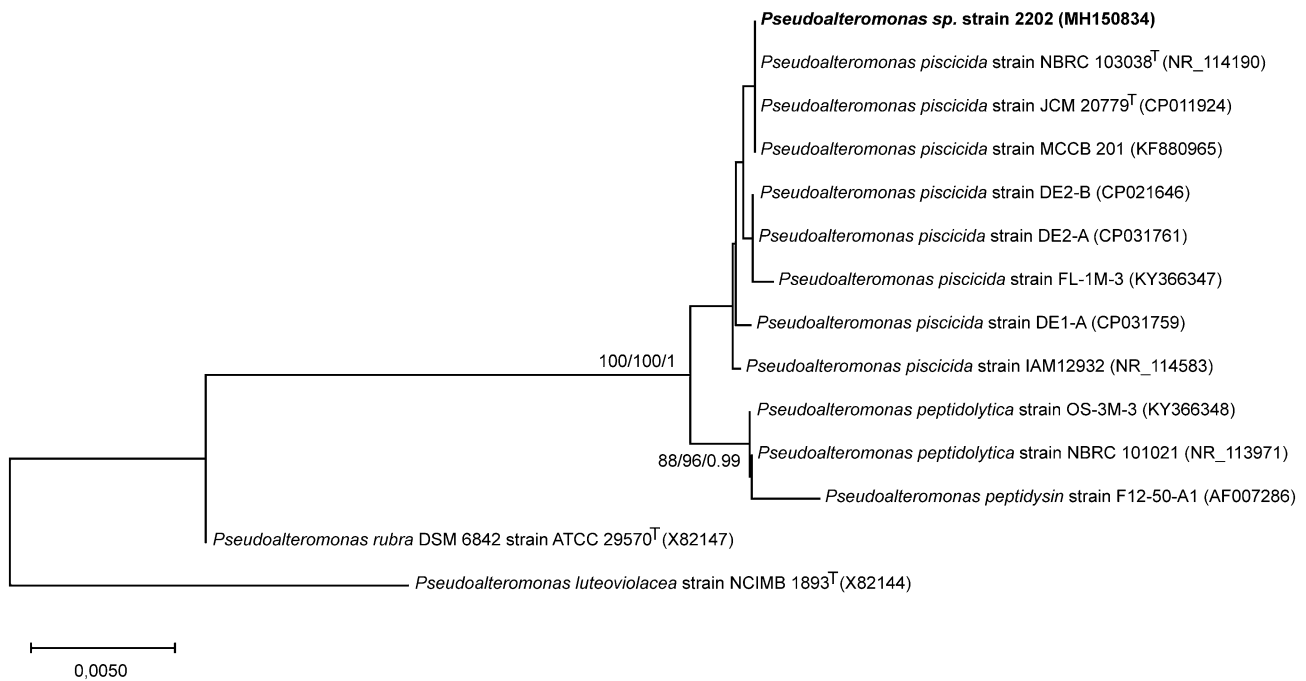 Pseudoalteromonas sp. strain 2202 (MH150834)
Pseudoalteromonas piscicida strain NBRC 103038T (NR_114190)
Pseudoalteromonas piscicida strain JCM 20779T (CP011924)
Pseudoalteromonas piscicida strain MCCB 201 (KF880965)
Pseudoalteromonas piscicida strain DE2-B (CP021646)
Pseudoalteromonas piscicida strain DE2-A (CP031761)
Pseudoalteromonas piscicida strain FL-1M-3 (KY366347)
Pseudoalteromonas piscicida strain DE1-A (CP031759)
100/100/1
Pseudoalteromonas piscicida strain IAM12932 (NR_114583)
Pseudoalteromonas peptidolytica strain OS-3M-3 (KY366348)
Pseudoalteromonas peptidolytica strain NBRC 101021 (NR_113971)
88/96/0.99
Pseudoalteromonas peptidysin strain F12-50-A1 (AF007286)
Pseudoalteromonas rubra DSM 6842 strain ATCC 29570T (X82147)
Pseudoalteromonas luteoviolacea strain NCIMB 1893T (X82144)
0,0050